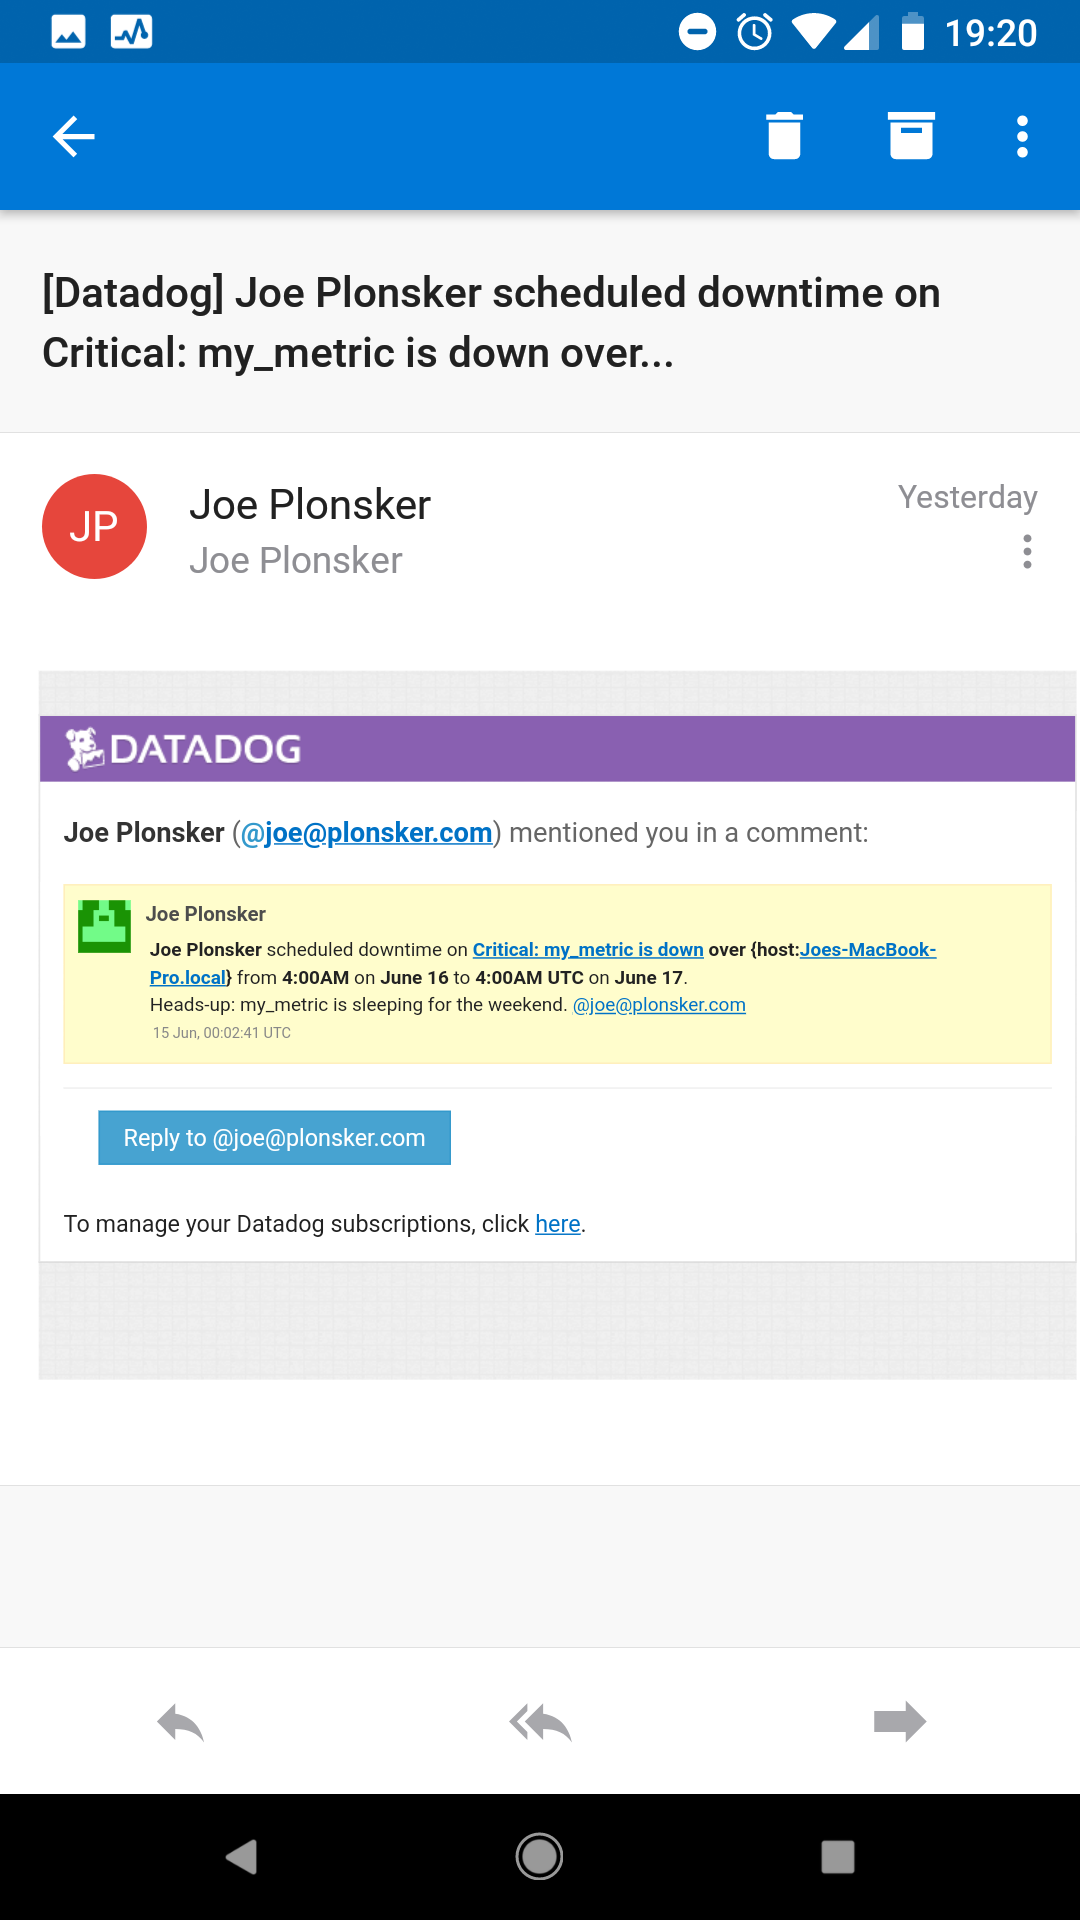 19:20
[Datadog] Joe Plonsker scheduled downtime on
Critical: my_metric is down over...
JP
Joe Plonsker
Yesterday
Joe Plonsker
DATADOG
Joe Plonsker (@joe@plonsker.com) mentioned you in a comment:
Joe Plonsker
Joe Plonsker scheduled downtime on Critical: my_metric is down over {host:Joes-MacBook-
Pro.local} from 4:00AM on June 16 to 4:00AM UTC on June 17.
Heads-up: my_metric is sleeping for the weekend. @joe@plonsker.com
15 Jun, 00:02:41 UTC
Reply to @joe@plonsker.com
To manage your Datadog subscriptions, click here.